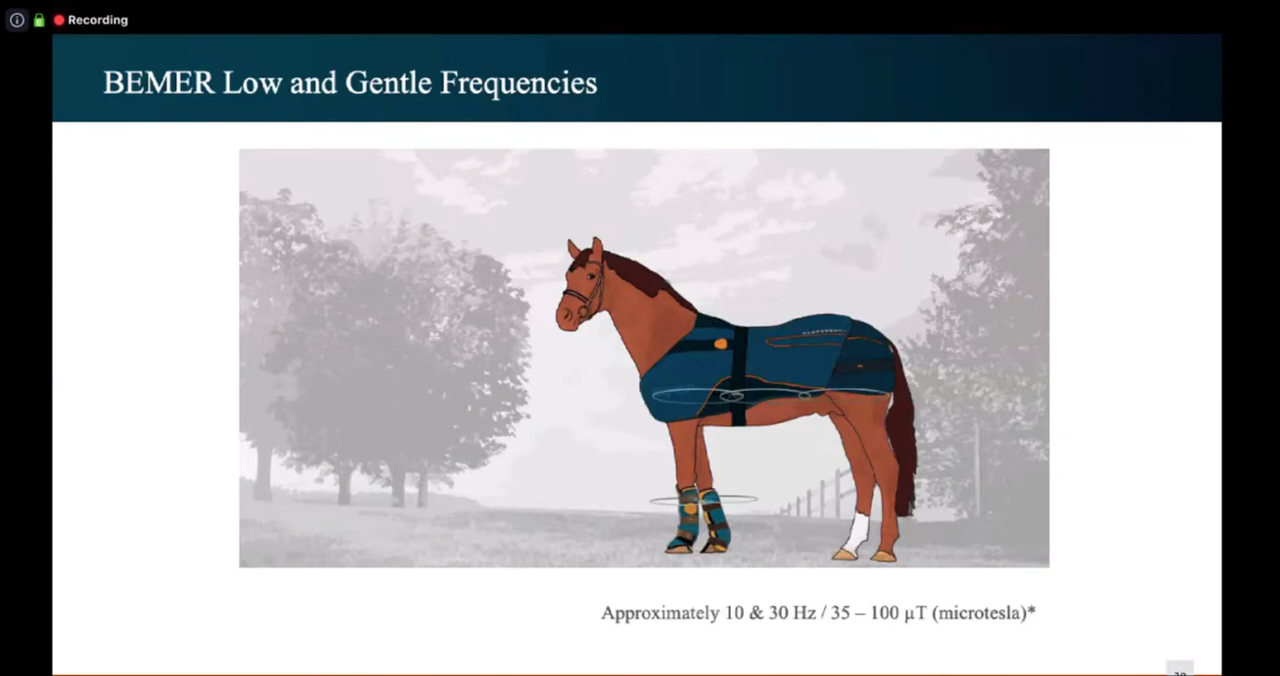 Recording
BEMER Low and Gentle Frequencies
Approximately 10 & 30 Hz / 35 – 100 µT (microtesla)*